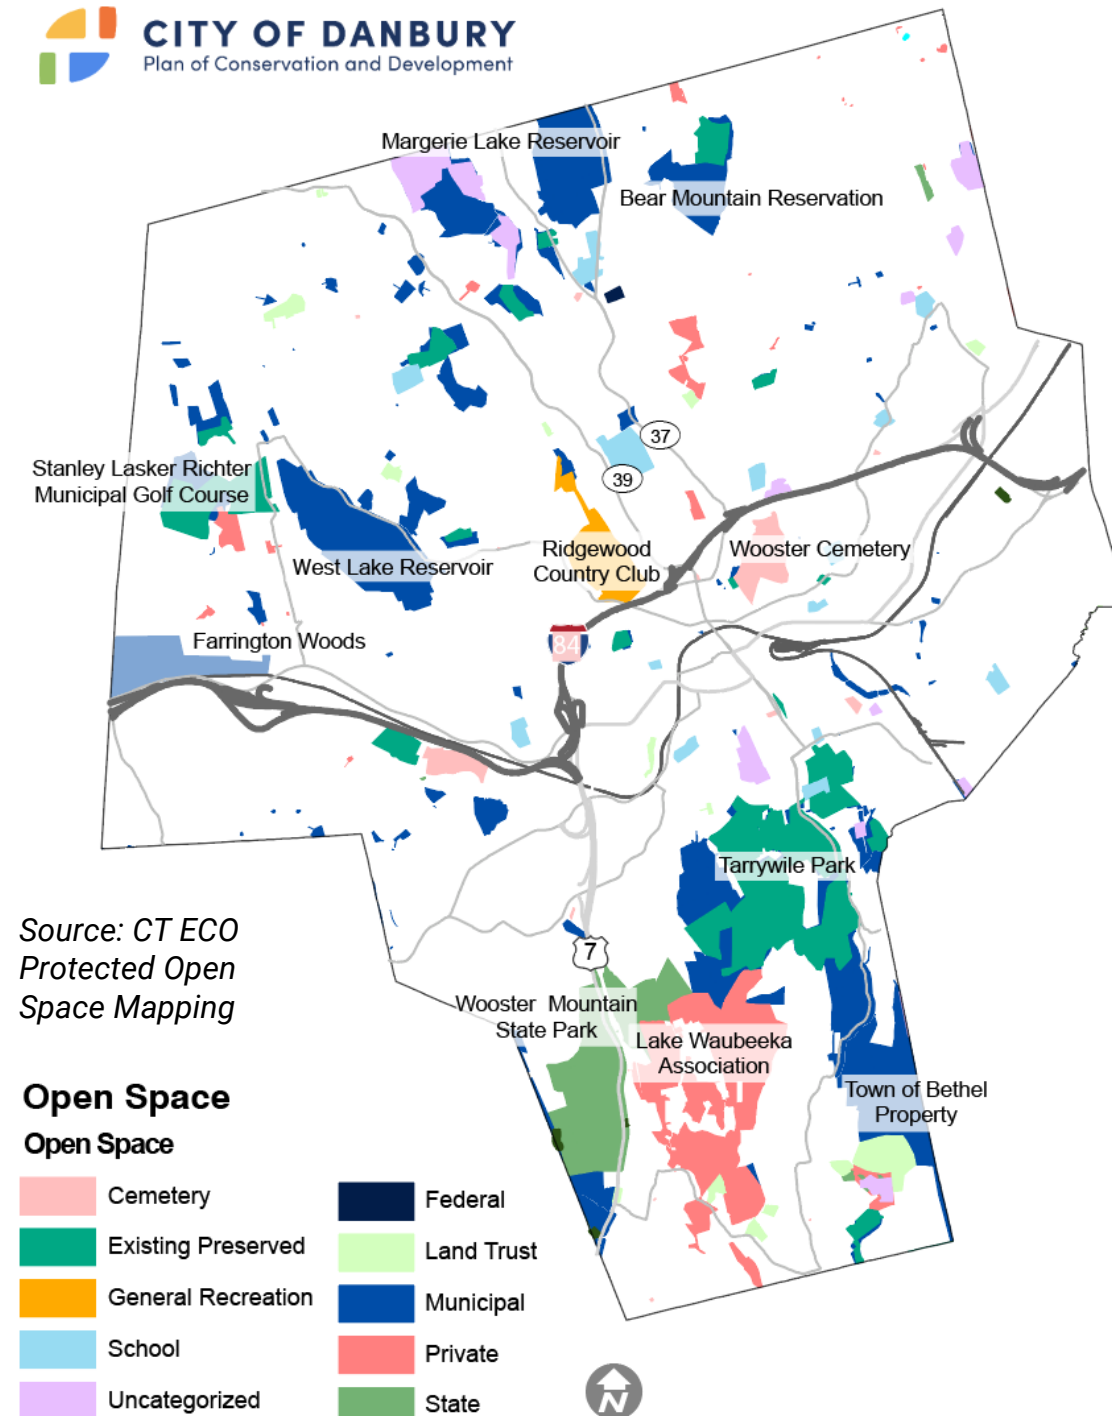 CITY OF DANBURY
Plan of Conservation and Development
Margerie Lake Reservoir
Bear Mountain Reservation
37
Stanley Lasker Richter
Municipal Golf Course
39
Ridgewood
Country Club
Wooster Cemetery
West Lake Reservoir
Farrington Woods
84
Tarrywile Park
Source: CT ECO
Protected Open
Space Mapping
7
Wooster Mountain
State Park
Lake Waubeeka
Association
Town of Bethel
Property
Open Space
Open Space
Cemetery
Existing Preserved
General Recreation
School
Uncategorized
Federal
Land Trust
Municipal
Private
State
N